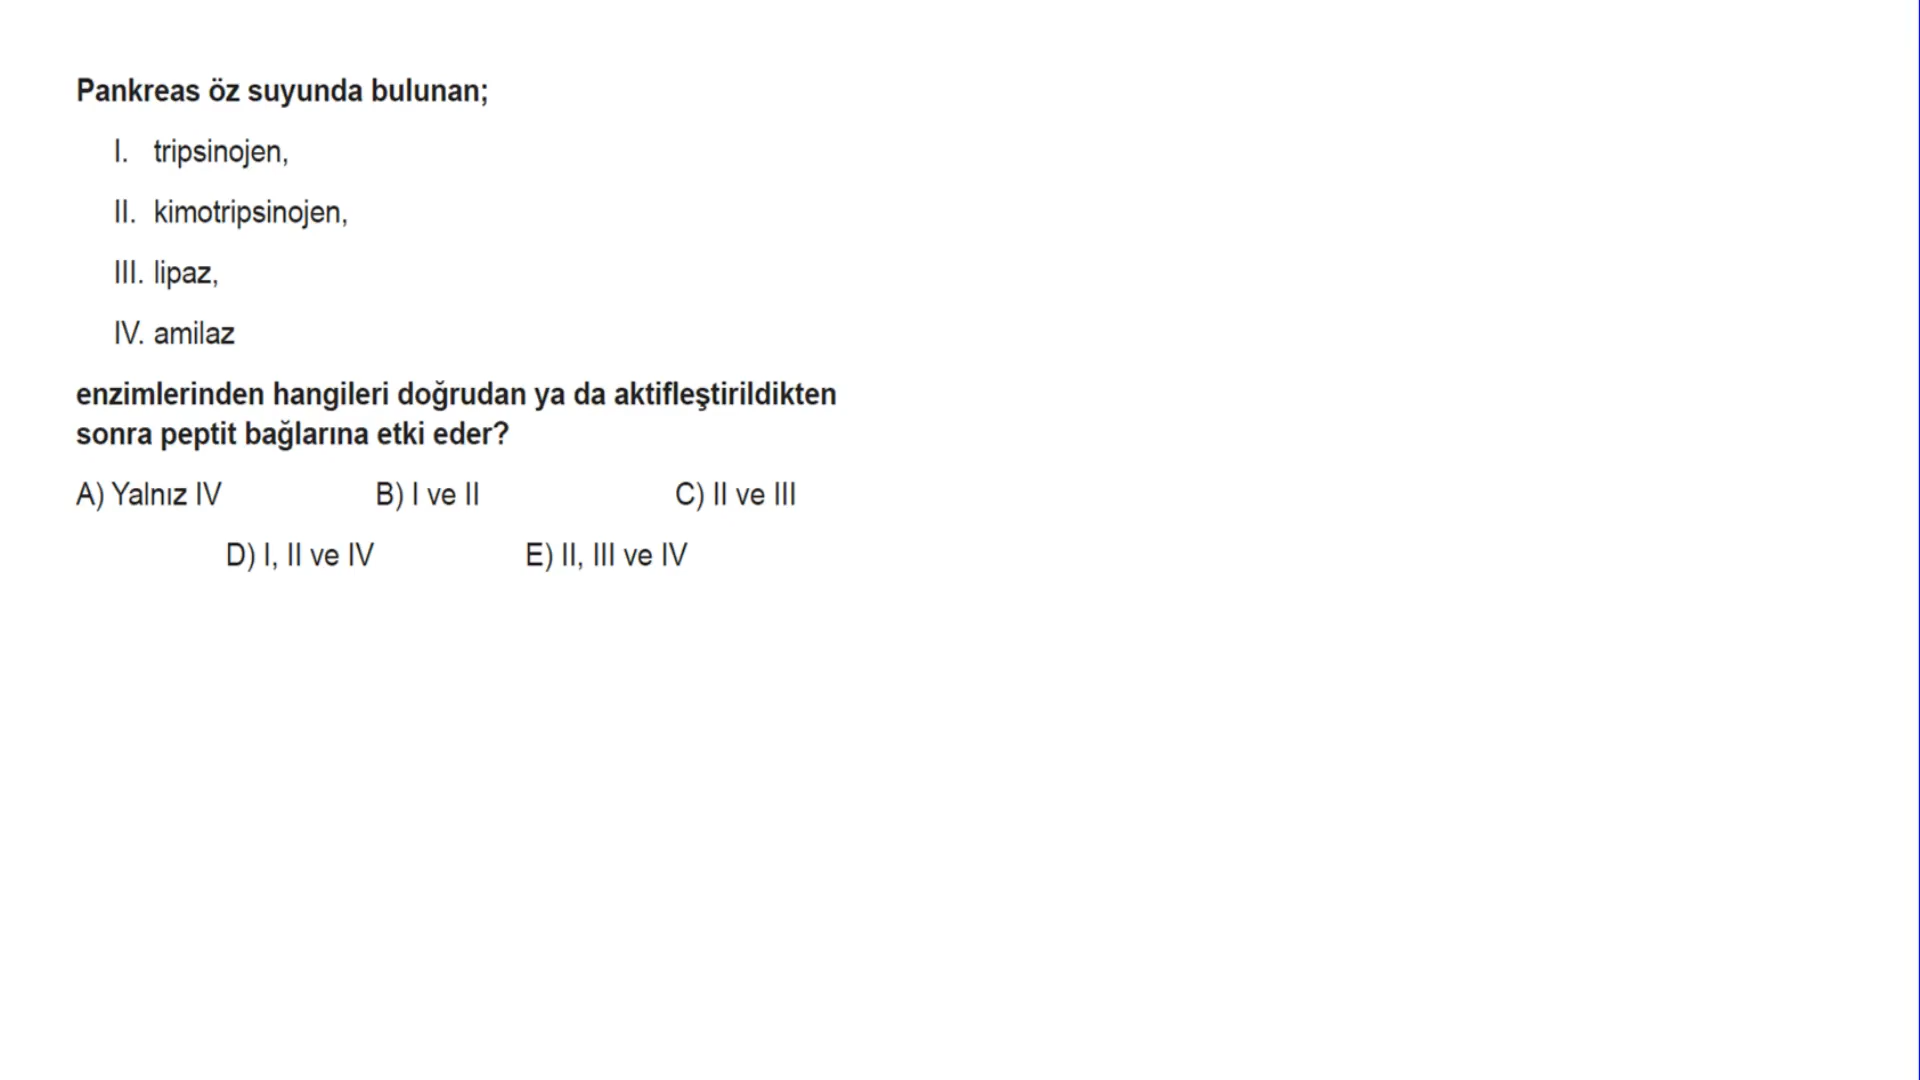 Pankreas öz suyunda bulunan;
I. tripsinojen,
II. kimotripsinojen,
III. lipaz,
IV. amilaz
enzimlerinden hangileri doğrudan ya da aktifleştirildikten
sonra peptit bağlarına etki eder?
A) Yalnız IV B) I ve II C) II ve III
D) I, II ve IV E) II, III ve IV